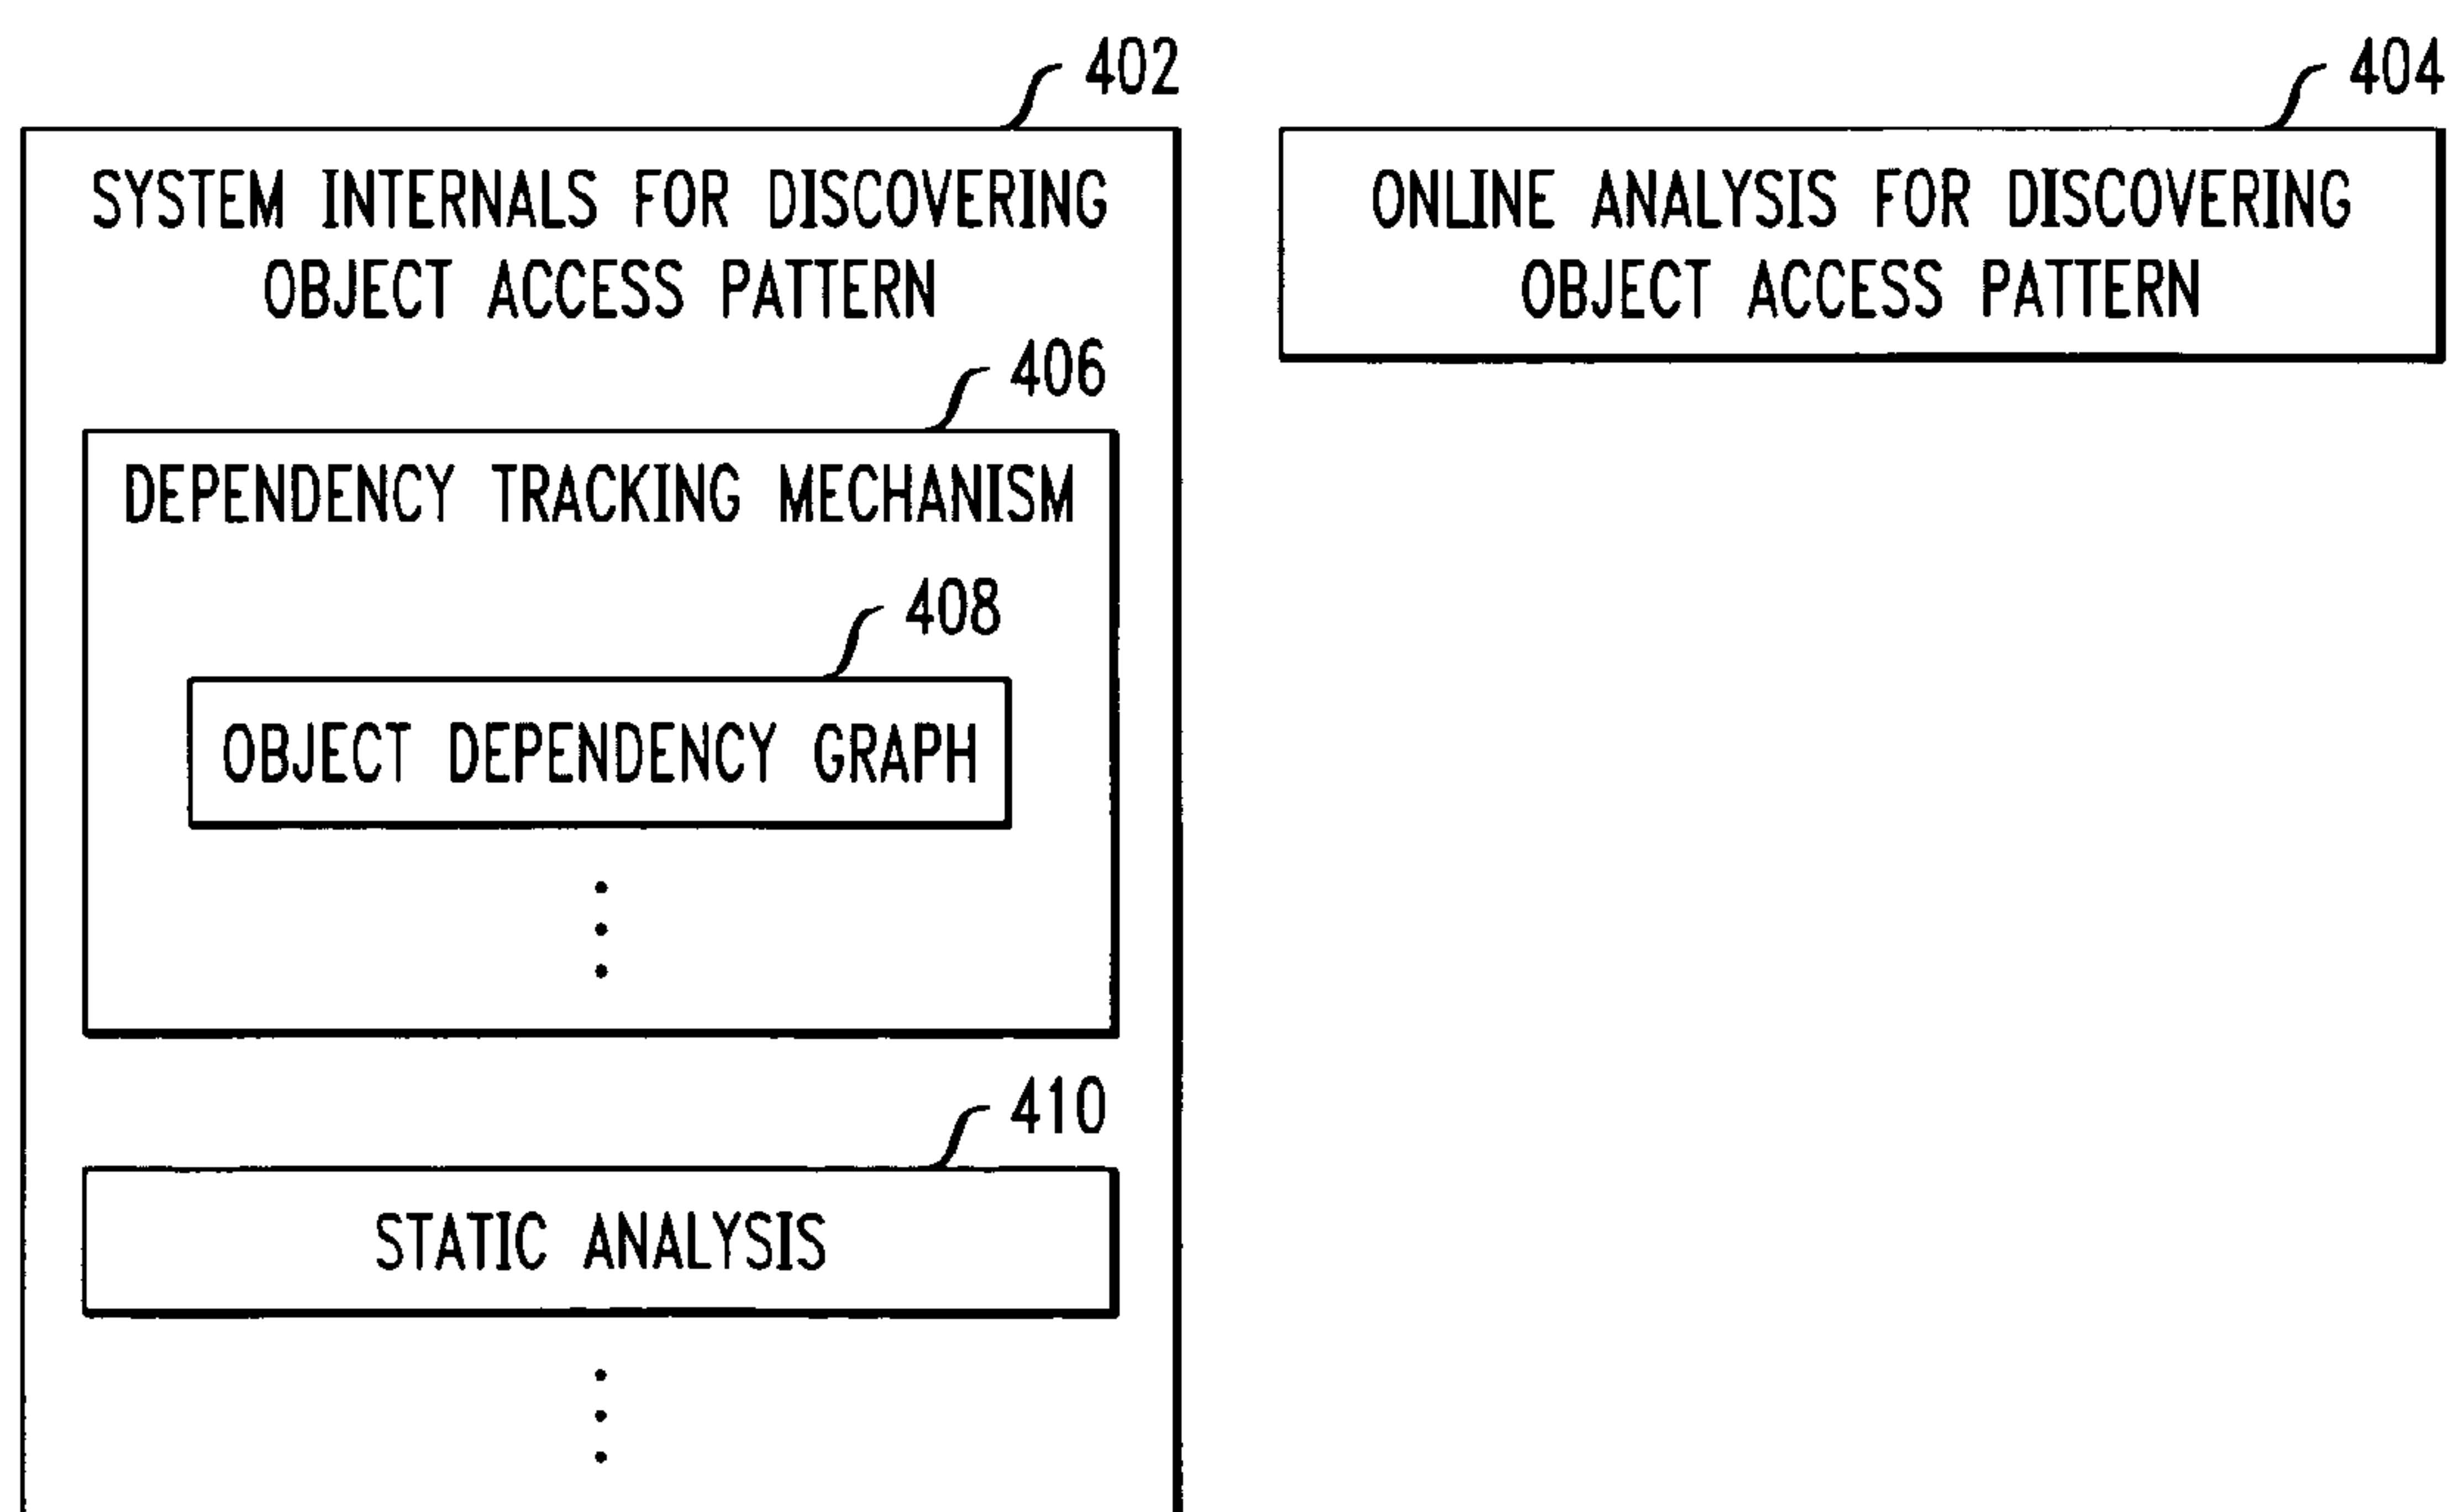 402
SYSTEM INTERNALS FOR DISCOVERING
OBJECT ACCESS PATTERN
406
DEPENDENCY TRACKING MECHANISM
408
OBJECT DEPENDENCY GRAPH
410
STATIC ANALYSIS
404
ONLINE ANALYSIS FOR DISCOVERING
OBJECT ACCESS PATTERN